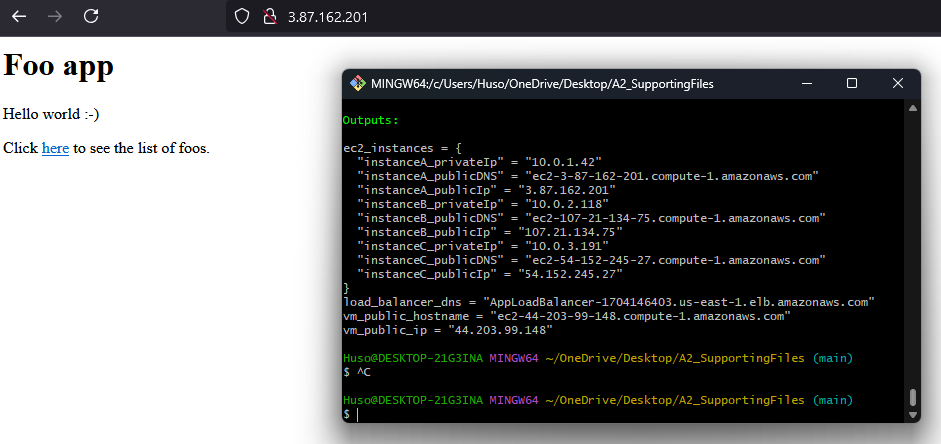 3.87.162.201
Foo app
Hello world :-)
Click here to see the list of foos.
MINGW64:/c/Users/Huso/OneDrive/Desktop/A2_SupportingFiles
Outputs:
ec2_instances = {
  "instanceA_privateIp" = "10.0.1.42"
  "instanceA_publicDNS" = "ec2-3-87-162-201.compute-1.amazonaws.com"
  "instanceA_publicIp" = "3.87.162.201"
  "instanceB_privateIp" = "10.0.2.118"
  "instanceB_publicDNS" = "ec2-107-21-134-75.compute-1.amazonaws.com"
  "instanceB_publicIp" = "107.21.134.75"
  "instanceC_privateIp" = "10.0.3.191"
  "instanceC_publicDNS" = "ec2-54-152-245-27.compute-1.amazonaws.com"
  "instanceC_publicIp" = "54.152.245.27"
}
load_balancer_dns = "AppLoadBalancer-1704146403.us-east-1.elb.amazonaws.com"
vm_public_hostname = "ec2-44-203-99-148.compute-1.amazonaws.com"
vm_public_ip = "44.203.99.148"
Huso@DESKTOP-21G3INA MINGW64 ~/OneDrive/Desktop/A2_SupportingFiles (main)
$ ^C
Huso@DESKTOP-21G3INA MINGW64 ~/OneDrive/Desktop/A2_SupportingFiles (main)
$